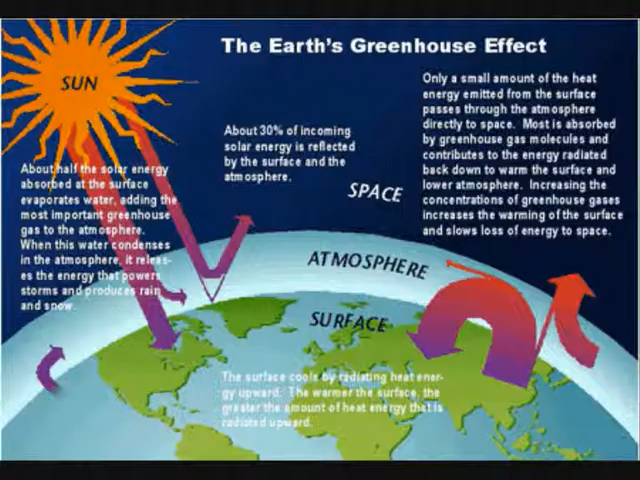 The Earth's Greenhouse Effect
SUN
Only a small amount of the heat
energy emitted from the surface
passes through the atmosphere
directly to space. Most is absorbed
by greenhouse gas molecules and
contributes to the energy radiated
back down to warm the surface and
lower atmosphere. Increasing the
concentrations of greenhouse gases
increases the warming of the surface
and slows loss of energy to space.
About 30% of incoming
solar energy is reflected
by the surface and the
atmosphere.
About half the solar energy
absorbed at the surface
evaporates water, adding the
most important greenhouse
gas to the atmosphere.
When this water condenses
in the atmosphere, it releas-
es the energy that powers
storms and produces rain
and snow.
SPACE
ATMOSPHERE
SURFACE
The surface cools by radiating heat ener-
gy upward. The warmer the surface, the
greater the amount of heat energy that is
radiated upward.